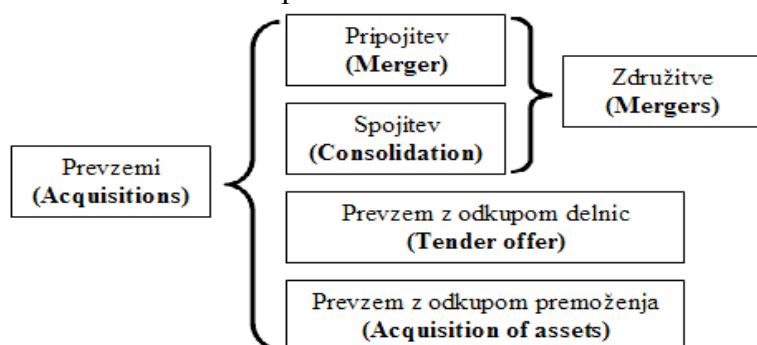 Pripojitev
(Merger)
Združitve
(Mergers)
Spojitev
(Consolidation)
Prevzemi
(Acquisitions)
Prevzem z odkupom delnic
(Tender offer)
Prevzem z odkupom premoženja
(Acquisition of assets)